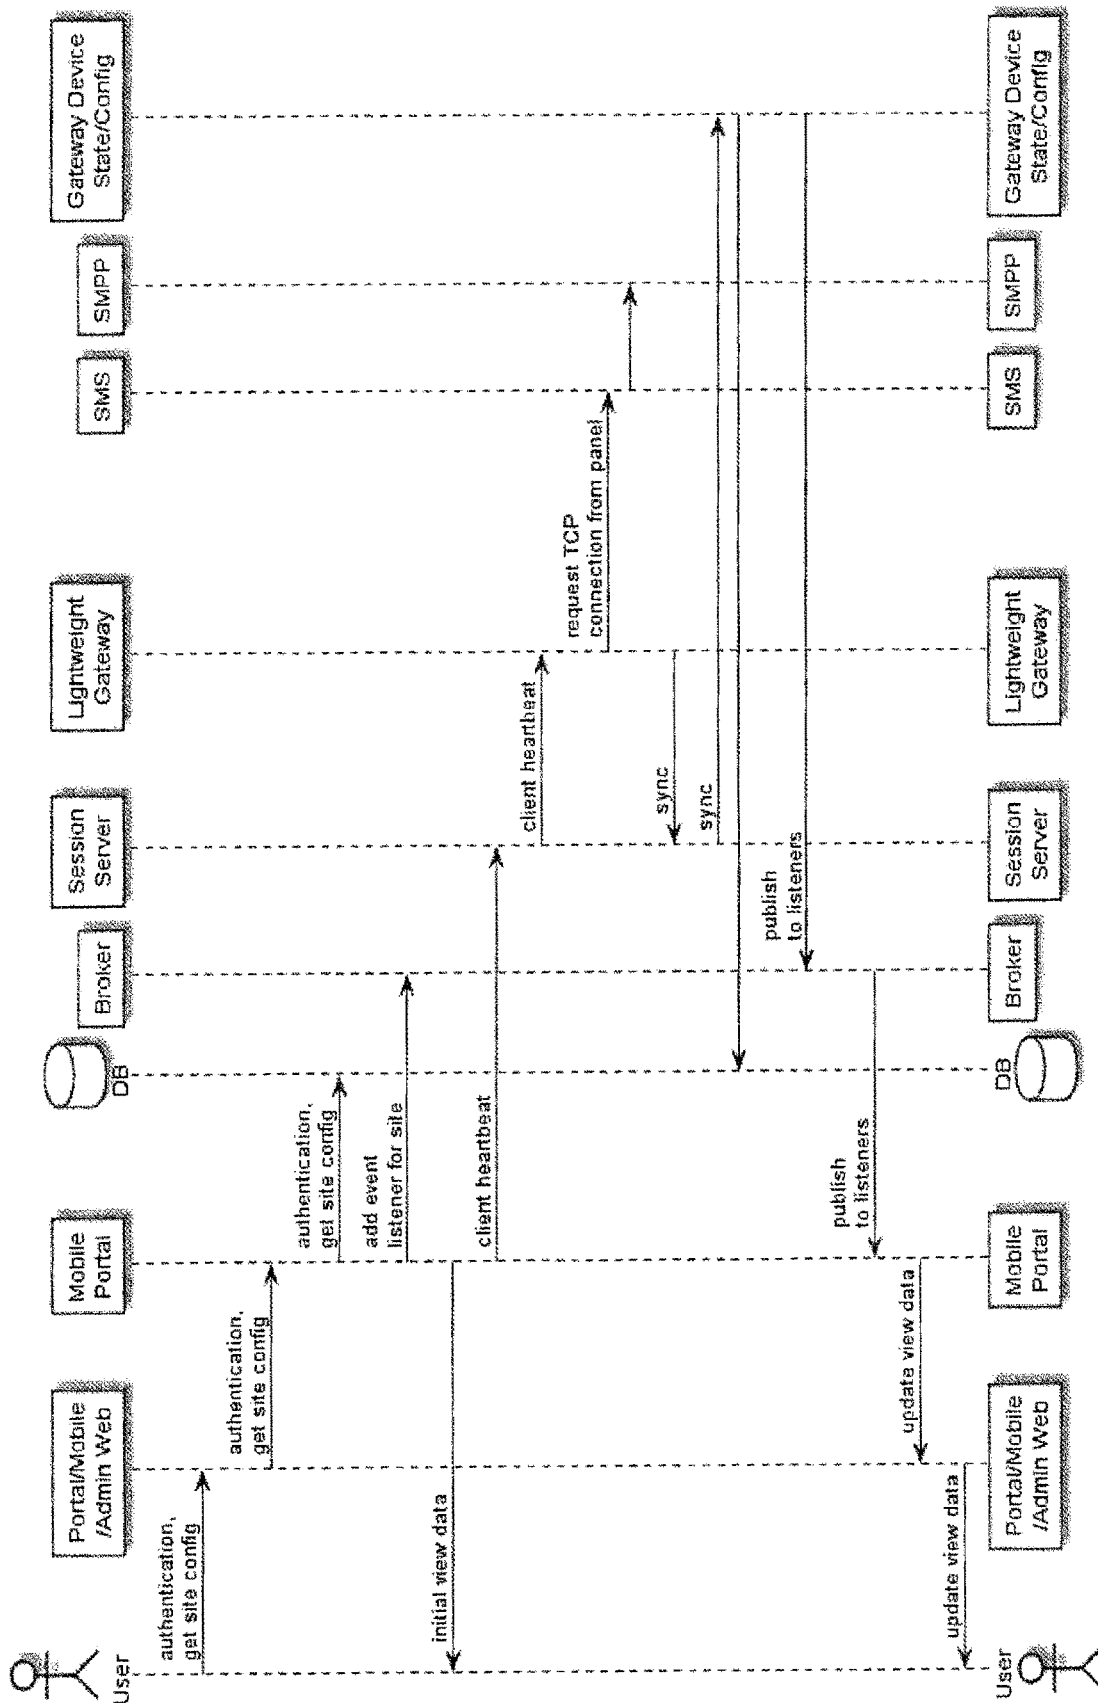 User
Portal/Mobile
/Admin Web
Mobile
Portal
DB
Broker
Session
Server
Lightweight
Gateway
SMS
SMPP
Gateway Device
State/Config
authentication,
get site config
authentication,
get site config
authentication,
get site config
add event
listener for site
initial view data
client heartbeat
client heartbeat
request TCP
connection from panel
sync
sync
publish
to listeners
publish
to listeners
update view data
update view data
User
Portal/Mobile
/Admin Web
Mobile
Portal
DB
Broker
Session
Server
Lightweight
Gateway
SMS
SMPP
Gateway Device
State/Config